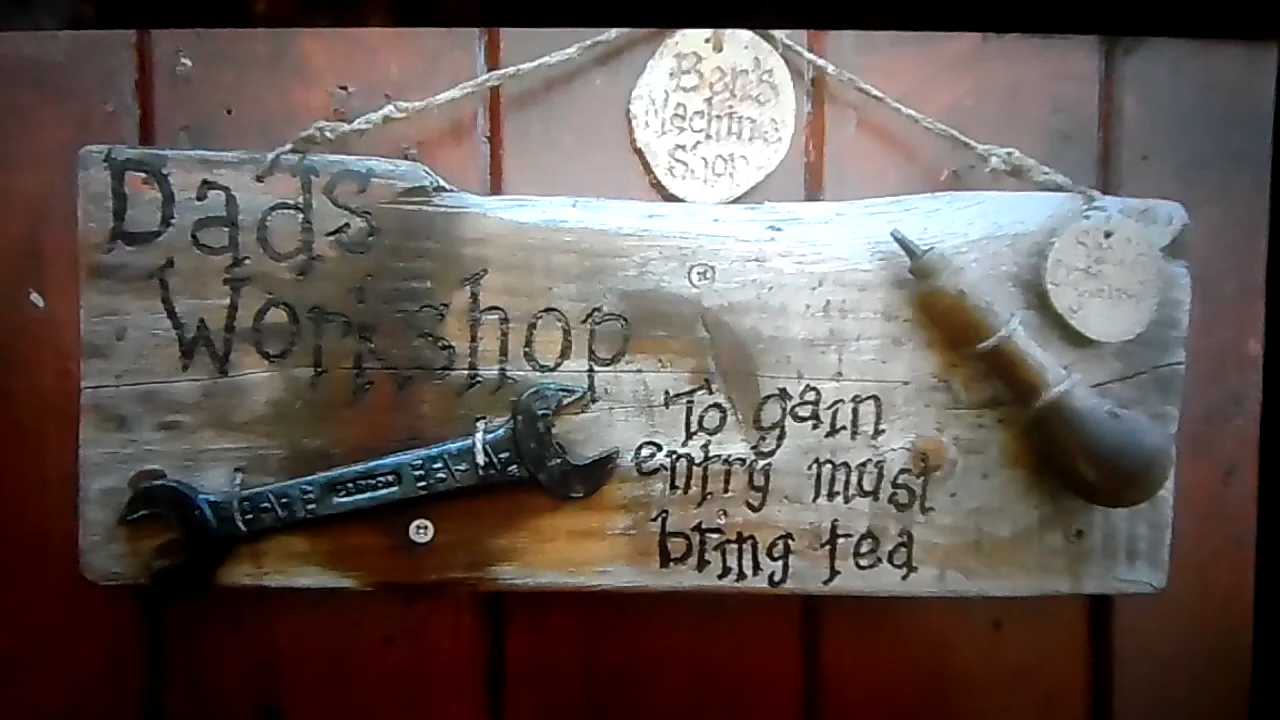 Ben's
Machine
Shop
Dads
Workshop
To gain
entry must
bring tea